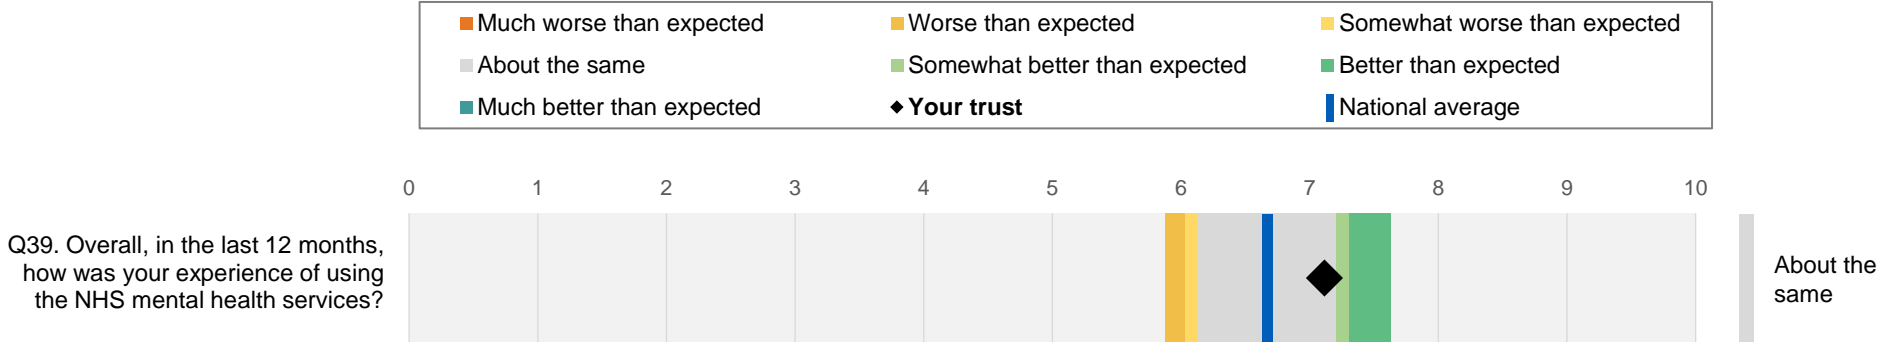 Much worse than expected
Worse than expected
Somewhat worse than expected
About the same
Somewhat better than expected
Better than expected
Much better than expected
Your trust
National average
0 1 2 3 4 5 6 7 8 9 10
Q39. Overall, in the last 12 months,
how was your experience of using
the NHS mental health services?
About the
same